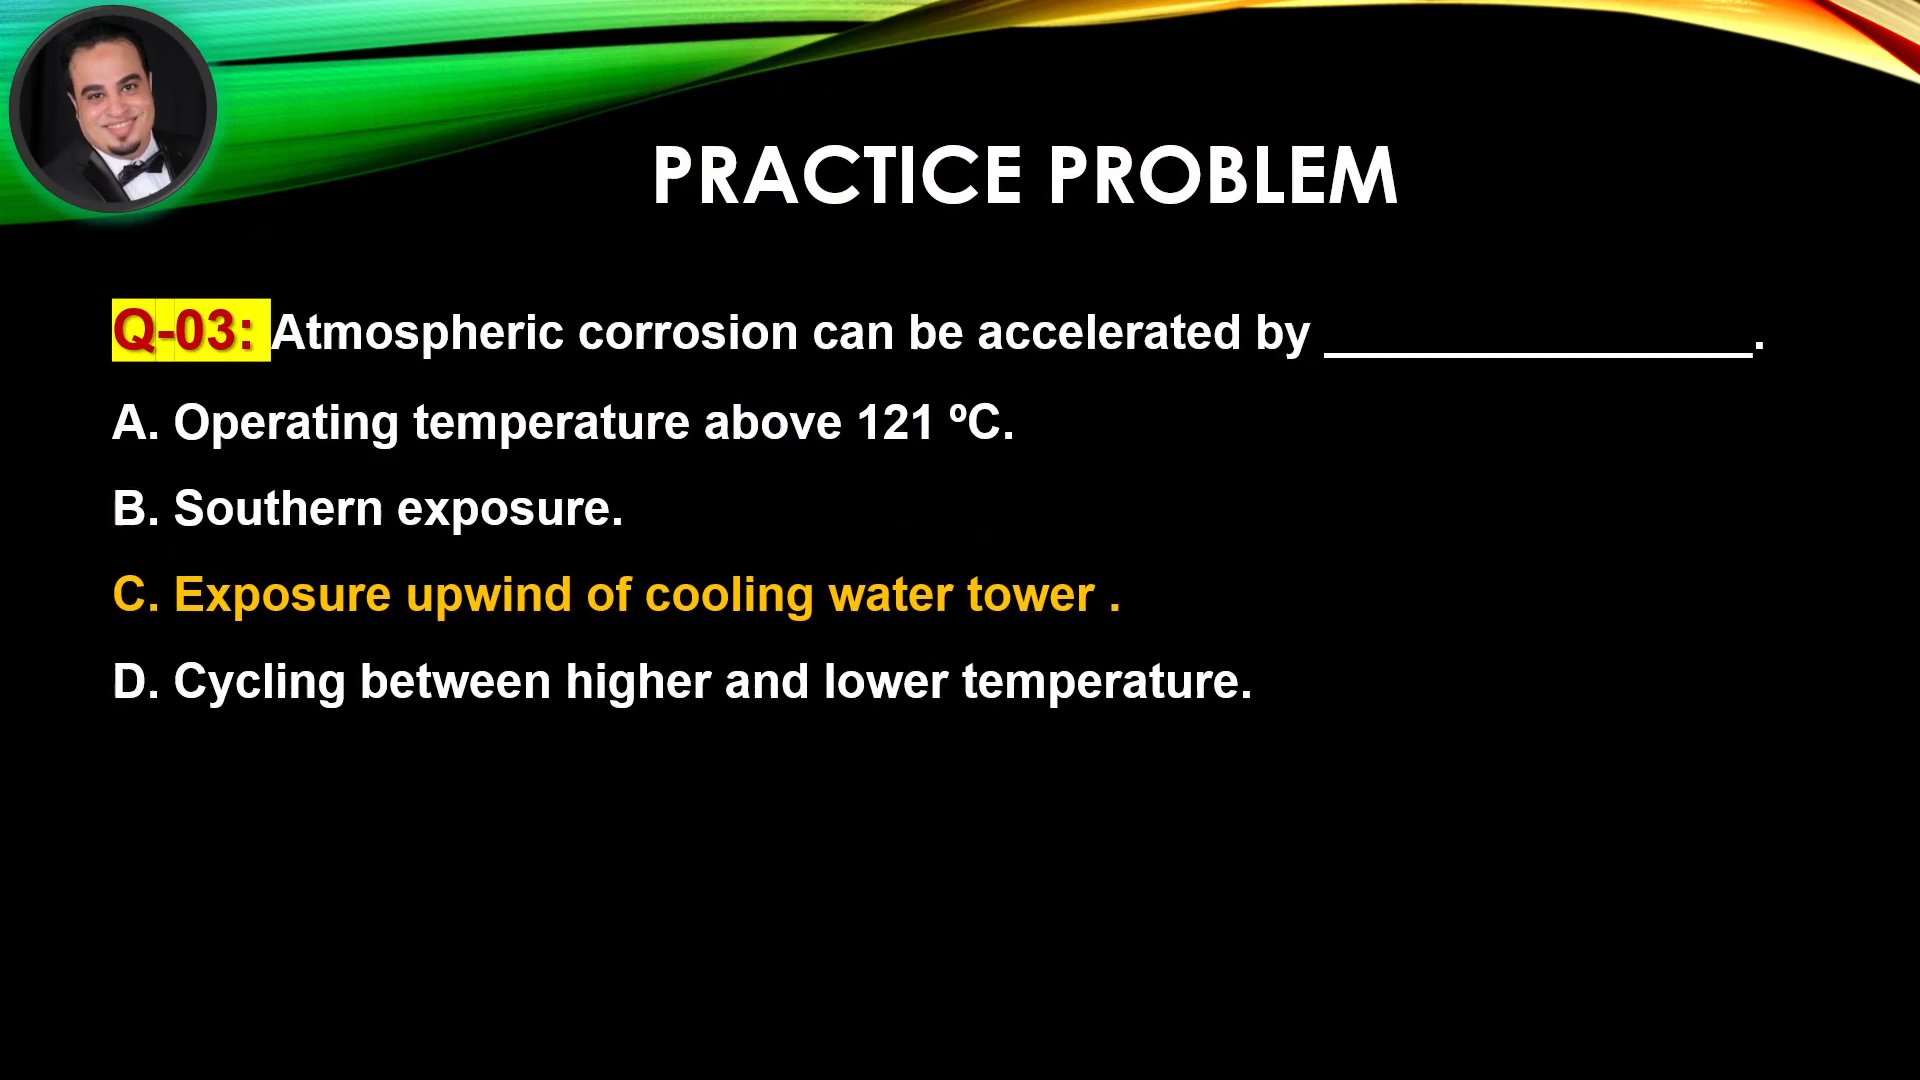 PRACTICE PROBLEM
Q-03: Atmospheric corrosion can be accelerated by ________________.
A. Operating temperature above 121 ºC.
B. Southern exposure.
C. Exposure upwind of cooling water tower .
D. Cycling between higher and lower temperature.